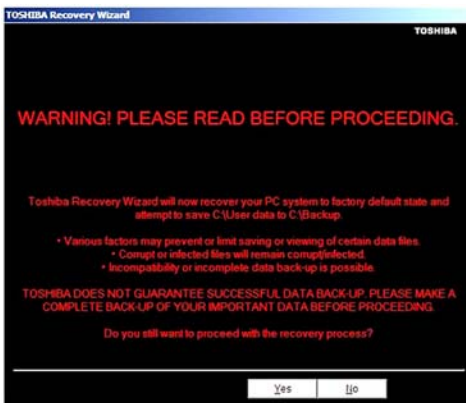 TOSHIBA Recovery Wizard
TOSHIBA
WARNING! PLEASE READ BEFORE PROCEEDING.
Toshiba Recovery Wizard will now recover your PC system to factory default state and
attempt to save C:\User data to C:\Backup.
• Various factors may prevent or limit saving or viewing of certain data files.
• Corrupt or infected files will remain corrupt/infected.
• Incompatibility or incomplete data back-up is possible.
TOSHIBA DOES NOT GUARANTEE SUCCESSFUL DATA BACK-UP. PLEASE MAKE A
COMPLETE BACK-UP OF YOUR IMPORTANT DATA BEFORE PROCEEDING.
Do you still want to proceed with the recovery process?
Yes No